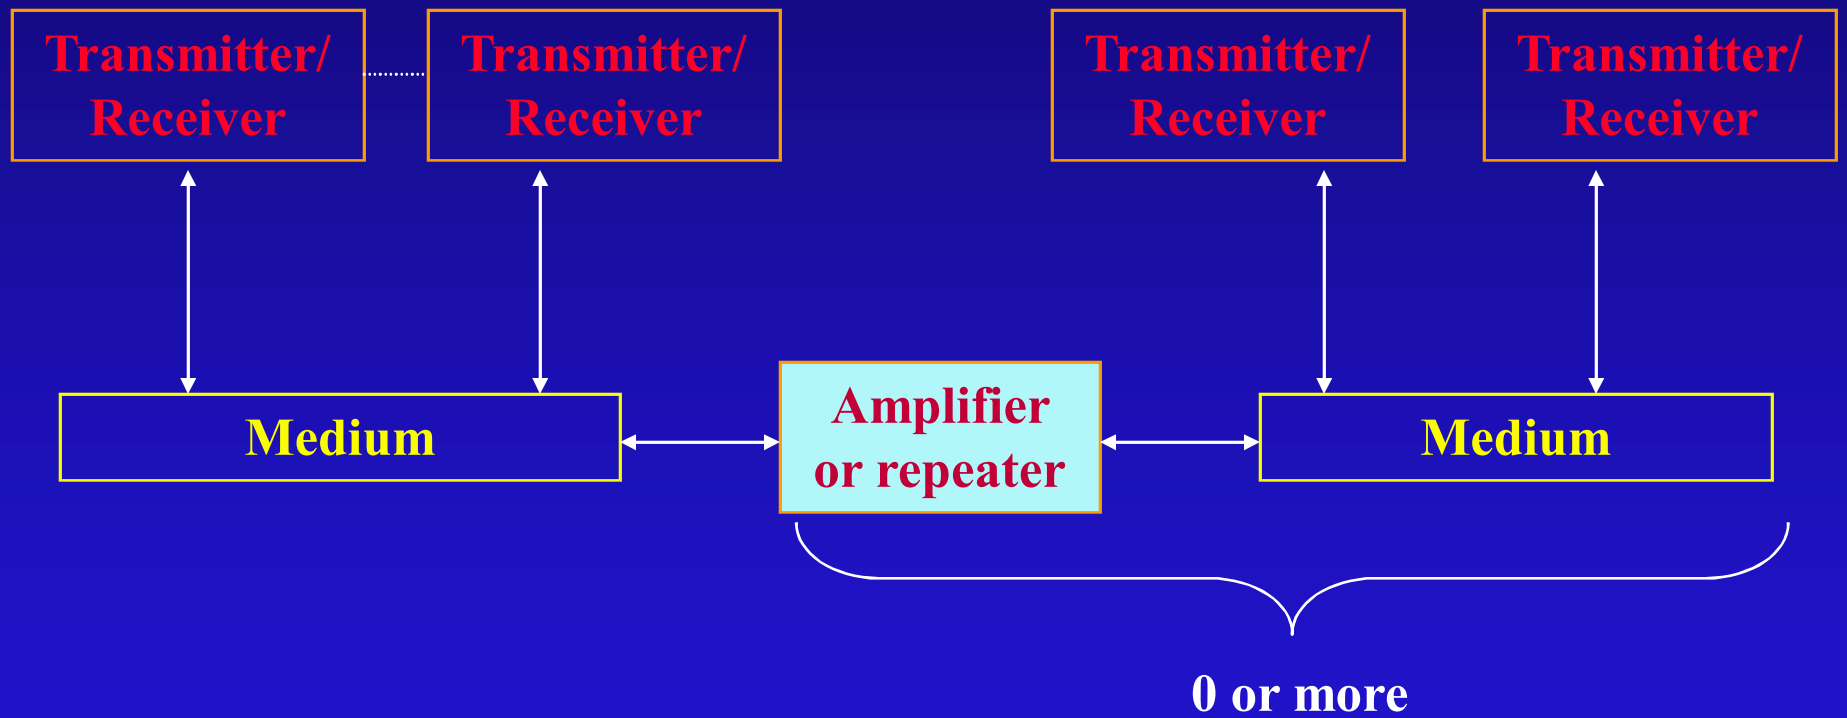 Transmitter/
Receiver
Transmitter/
Receiver
Transmitter/
Receiver
Transmitter/
Receiver
Medium
Amplifier
or repeater
Medium
0 or more